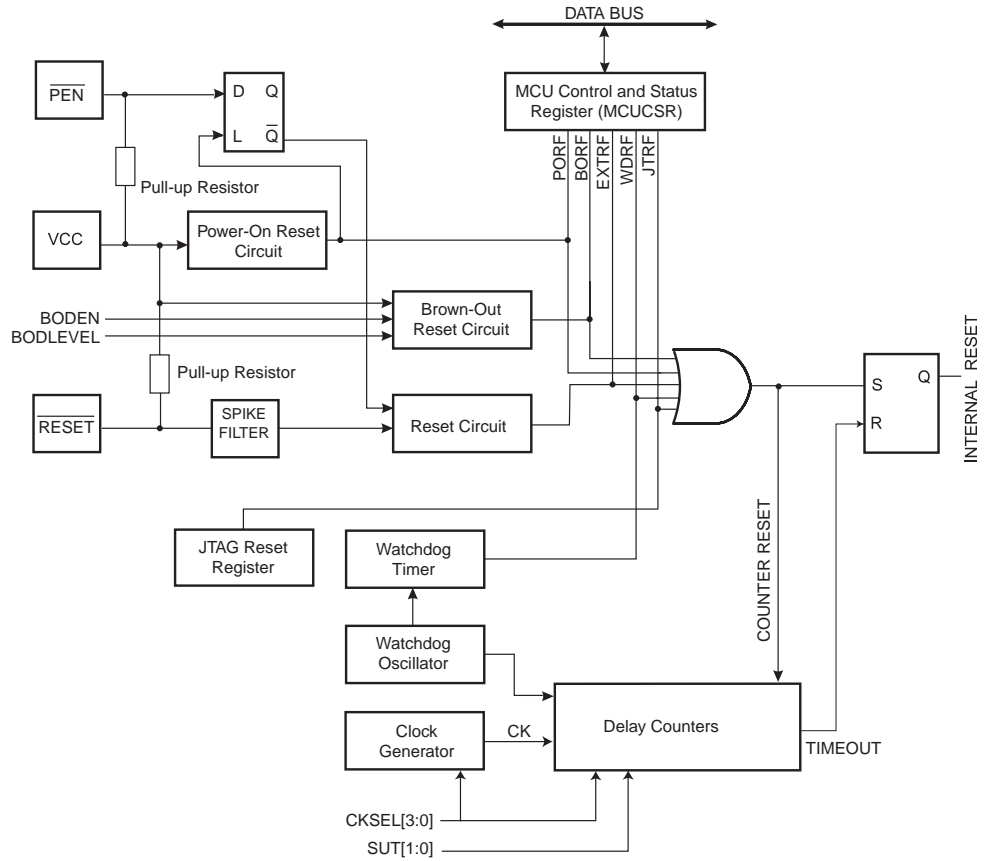 DATA BUS
MCU Control and Status
Register (MCUCSR)
PORF
BORF
EXTRF
WDRF
JTRF
PEN
D Q
L Q
Pull-up Resistor
VCC
Power-On Reset
Circuit
BODEN
BODLEVEL
Brown-Out
Reset Circuit
Pull-up Resistor
RESET
SPIKE
FILTER
Reset Circuit
S
Q
R
INTERNAL RESET
JTAG Reset
Register
Watchdog
Timer
COUNTER RESET
Watchdog
Oscillator
Clock
Generator
CK
Delay Counters
TIMEOUT
CKSEL[3:0]
SUT[1:0]